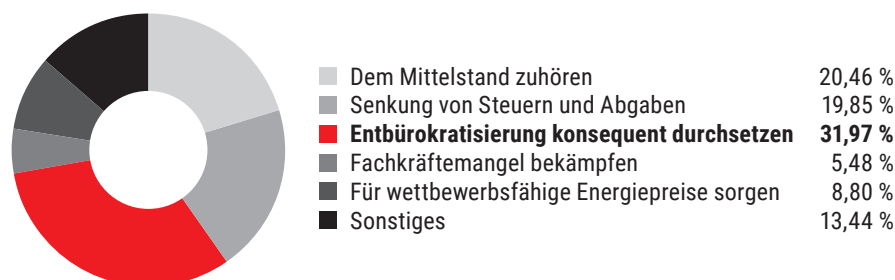 Dem Mittelstand zuhören 20,46 %
Senkung von Steuern und Abgaben 19,85 %
Entbürokratisierung konsequent durchsetzen 31,97 %
Fachkräftemangel bekämpfen 5,48 %
Für wettbewerbsfähige Energiepreise sorgen 8,80 %
Sonstiges 13,44 %